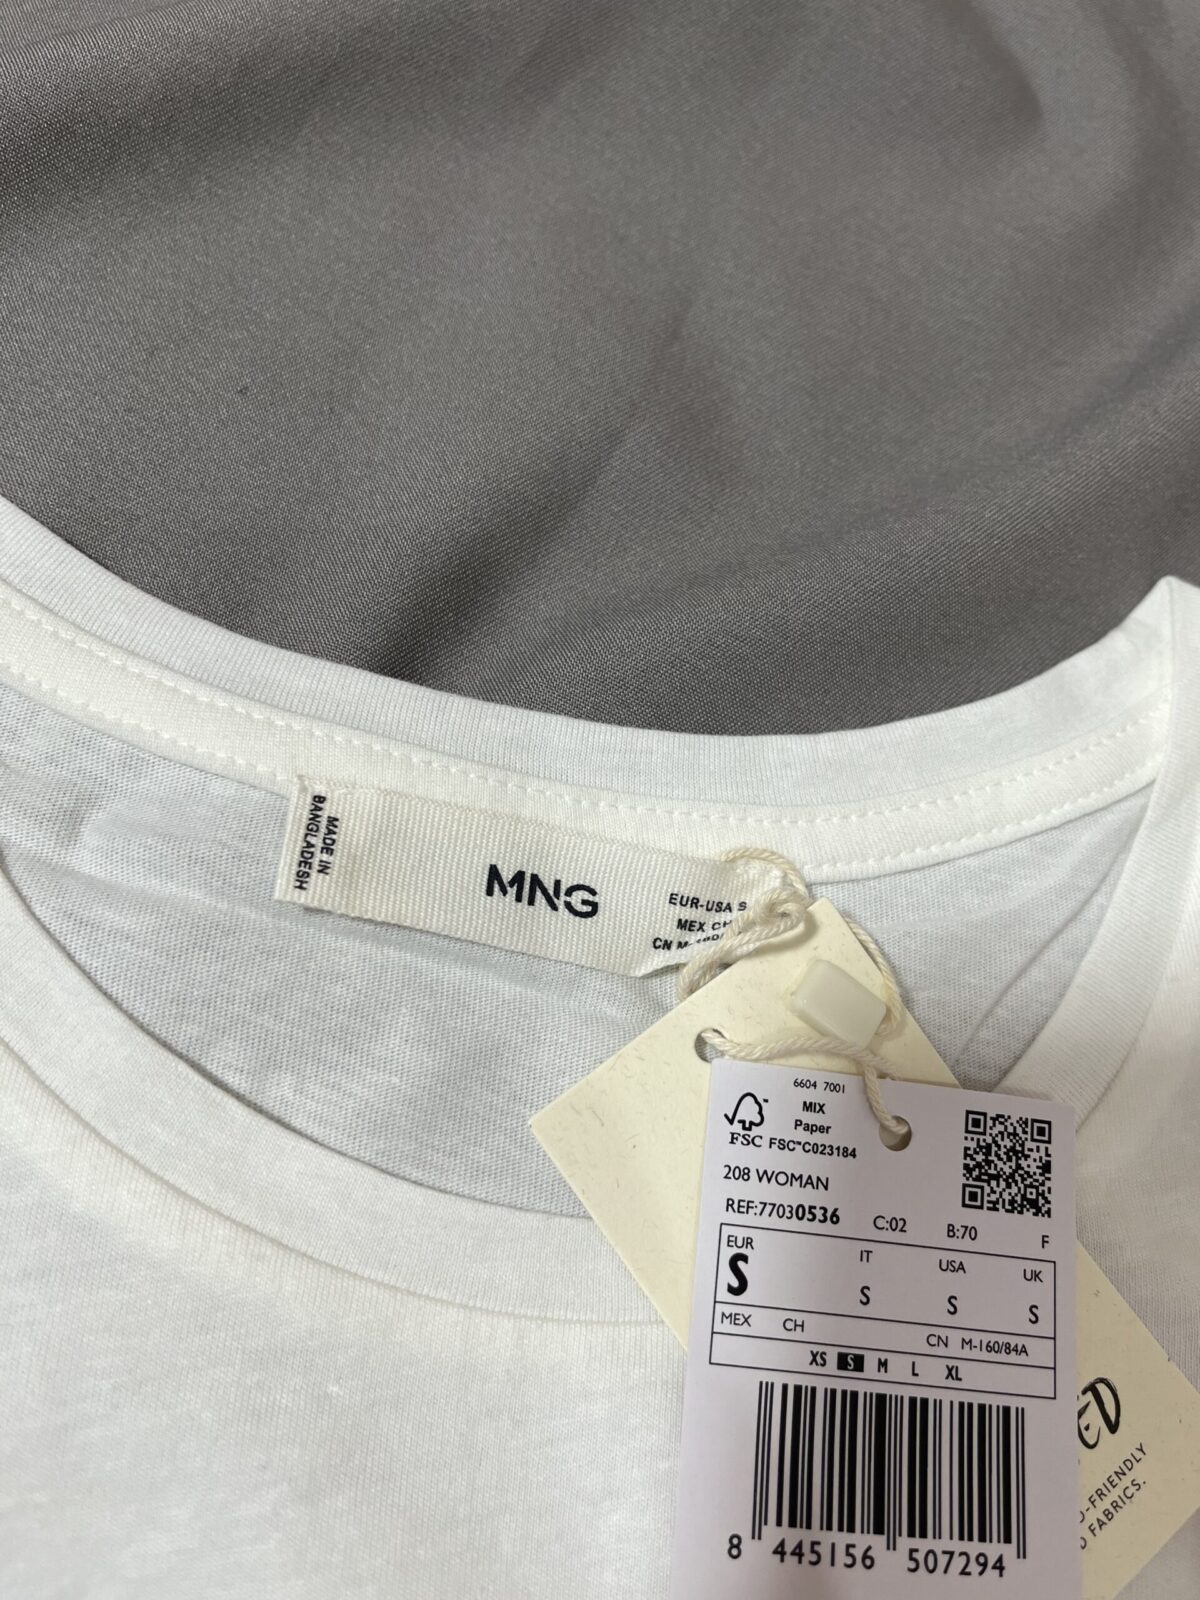 MADE IN
BANGLADESH
MNG
EUR-USA S
MEX CH
CN M-
6604 7001
MIX
Paper
FSC FSC™C023184
208 WOMAN
REF:77030536 C:02 B:70 F
EUR IT USA UK
S S S S
MEX CH CN M-160/84A
XS S M L XL
8 445156 507294
-FRIENDLY
FABRICS.